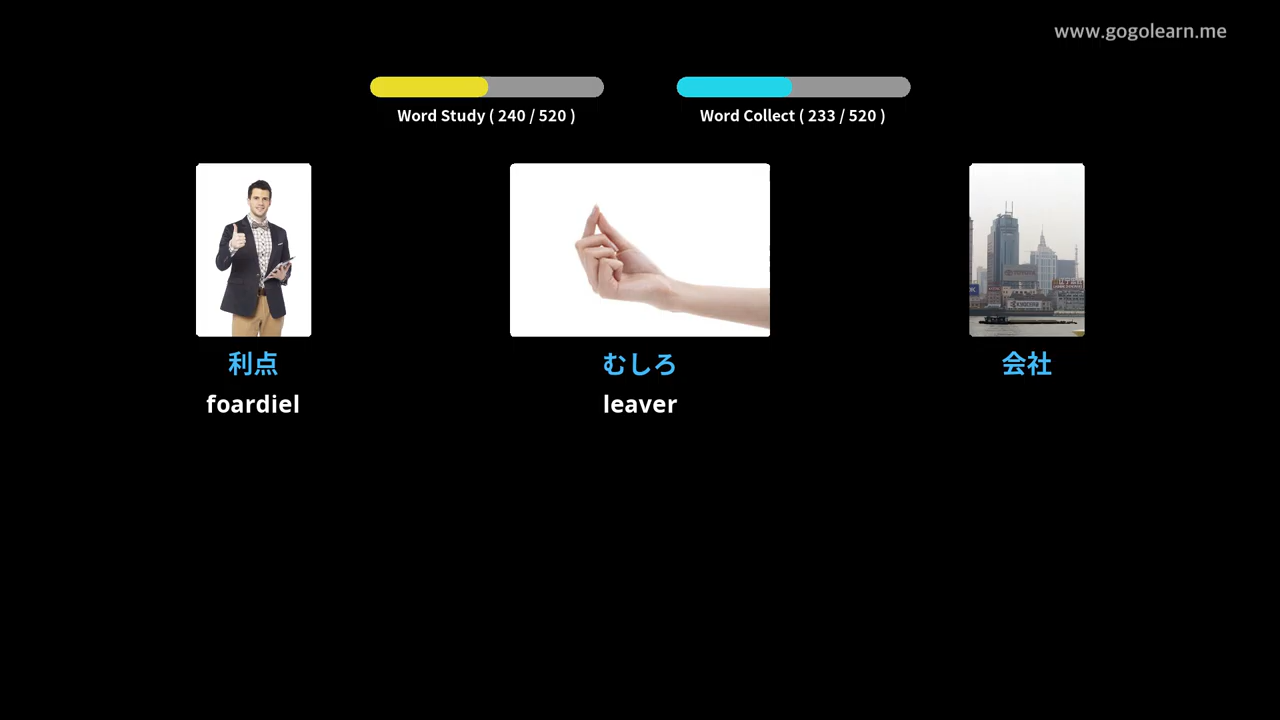 www.gogolearn.me
Word Study ( 240 / 520 )
Word Collect ( 233 / 520 )
利点
むしろ
会社
foardiel
leaver
TOYOTA